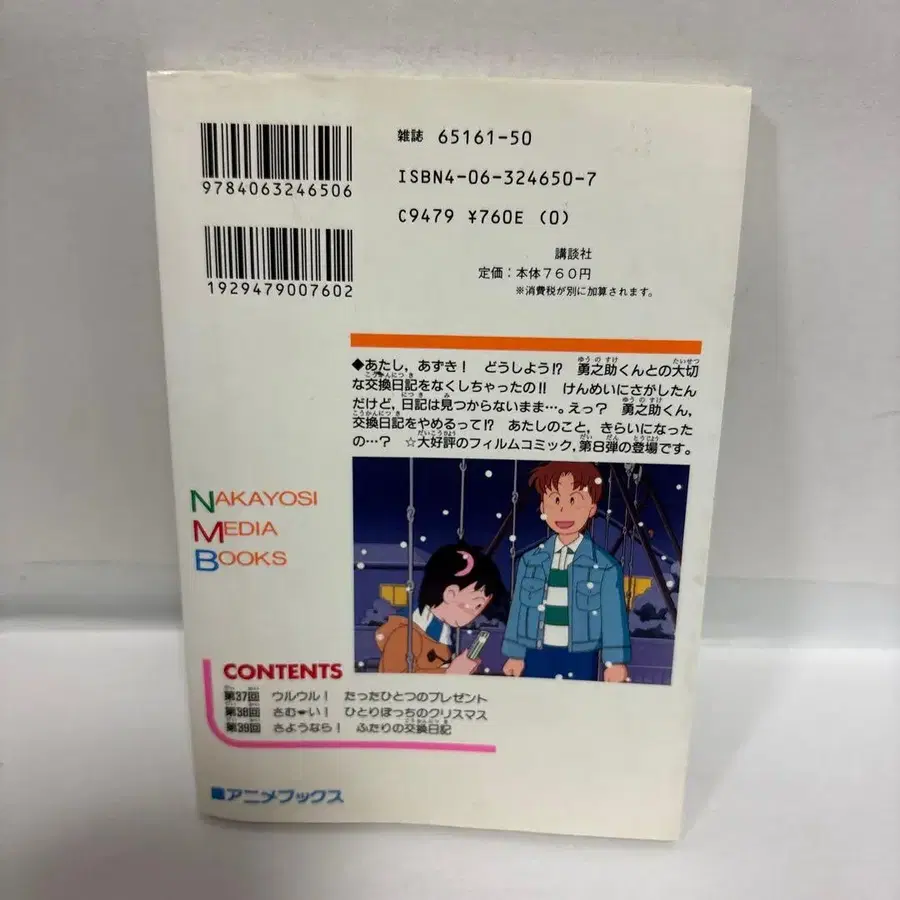 9784063246506
1929479007602
雑誌 65161-50
ISBN4-06-324650-7
C9479 ¥760E (0)
講談社
定価：本体760円
※消費税が別に加算されます。
◆あたし，あずき！ どうしよう!? 勇之助くんとの大切
な交換日記をなくしちゃったの!! けんめいにさがしたん
だけど，日記は見つからないまま…。えっ？ 勇之助くん，
交換日記をやめるって!? あたしのこと，きらいになった
の…？ ☆大好評のフィルムコミック，第8弾の登場です。
NAKAYOSI
MEDIA
BOOKS
CONTENTS
第37回 ウルウル！ たったひとつのプレゼント
第38回 さむ〜い！ ひとりぼっちのクリスマス
第39回 さようなら！ ふたりの交換日記
アニメブックス